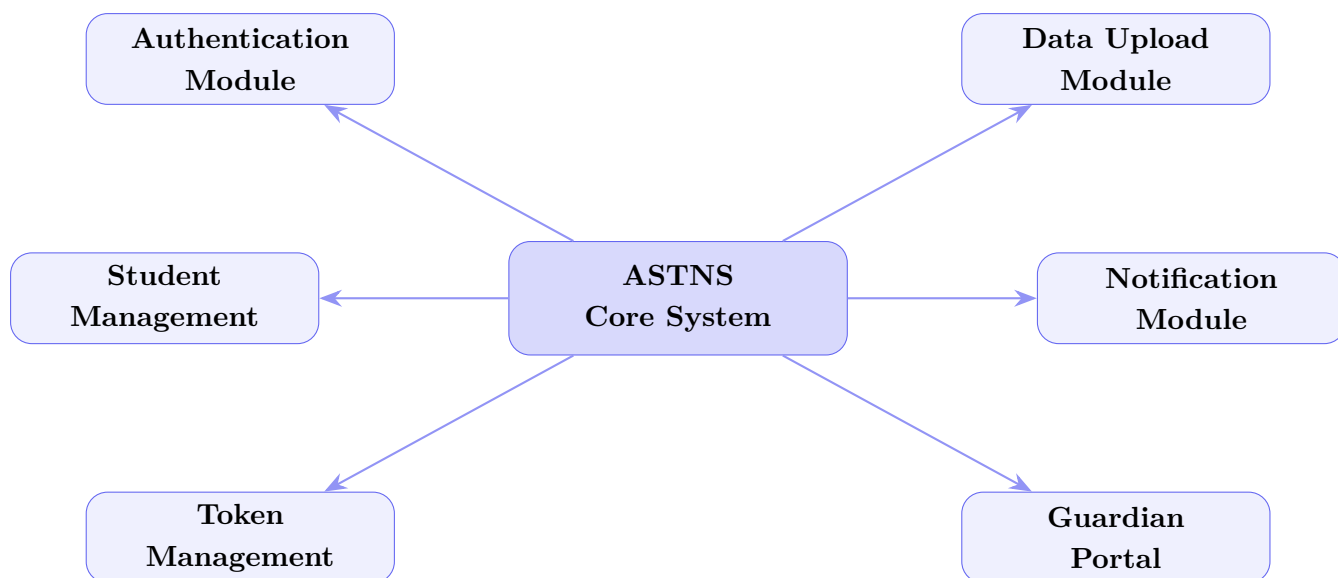 Authentication
Module
Data Upload
Module
Student
Management
ASTNS
Core System
Notification
Module
Token
Management
Guardian
Portal